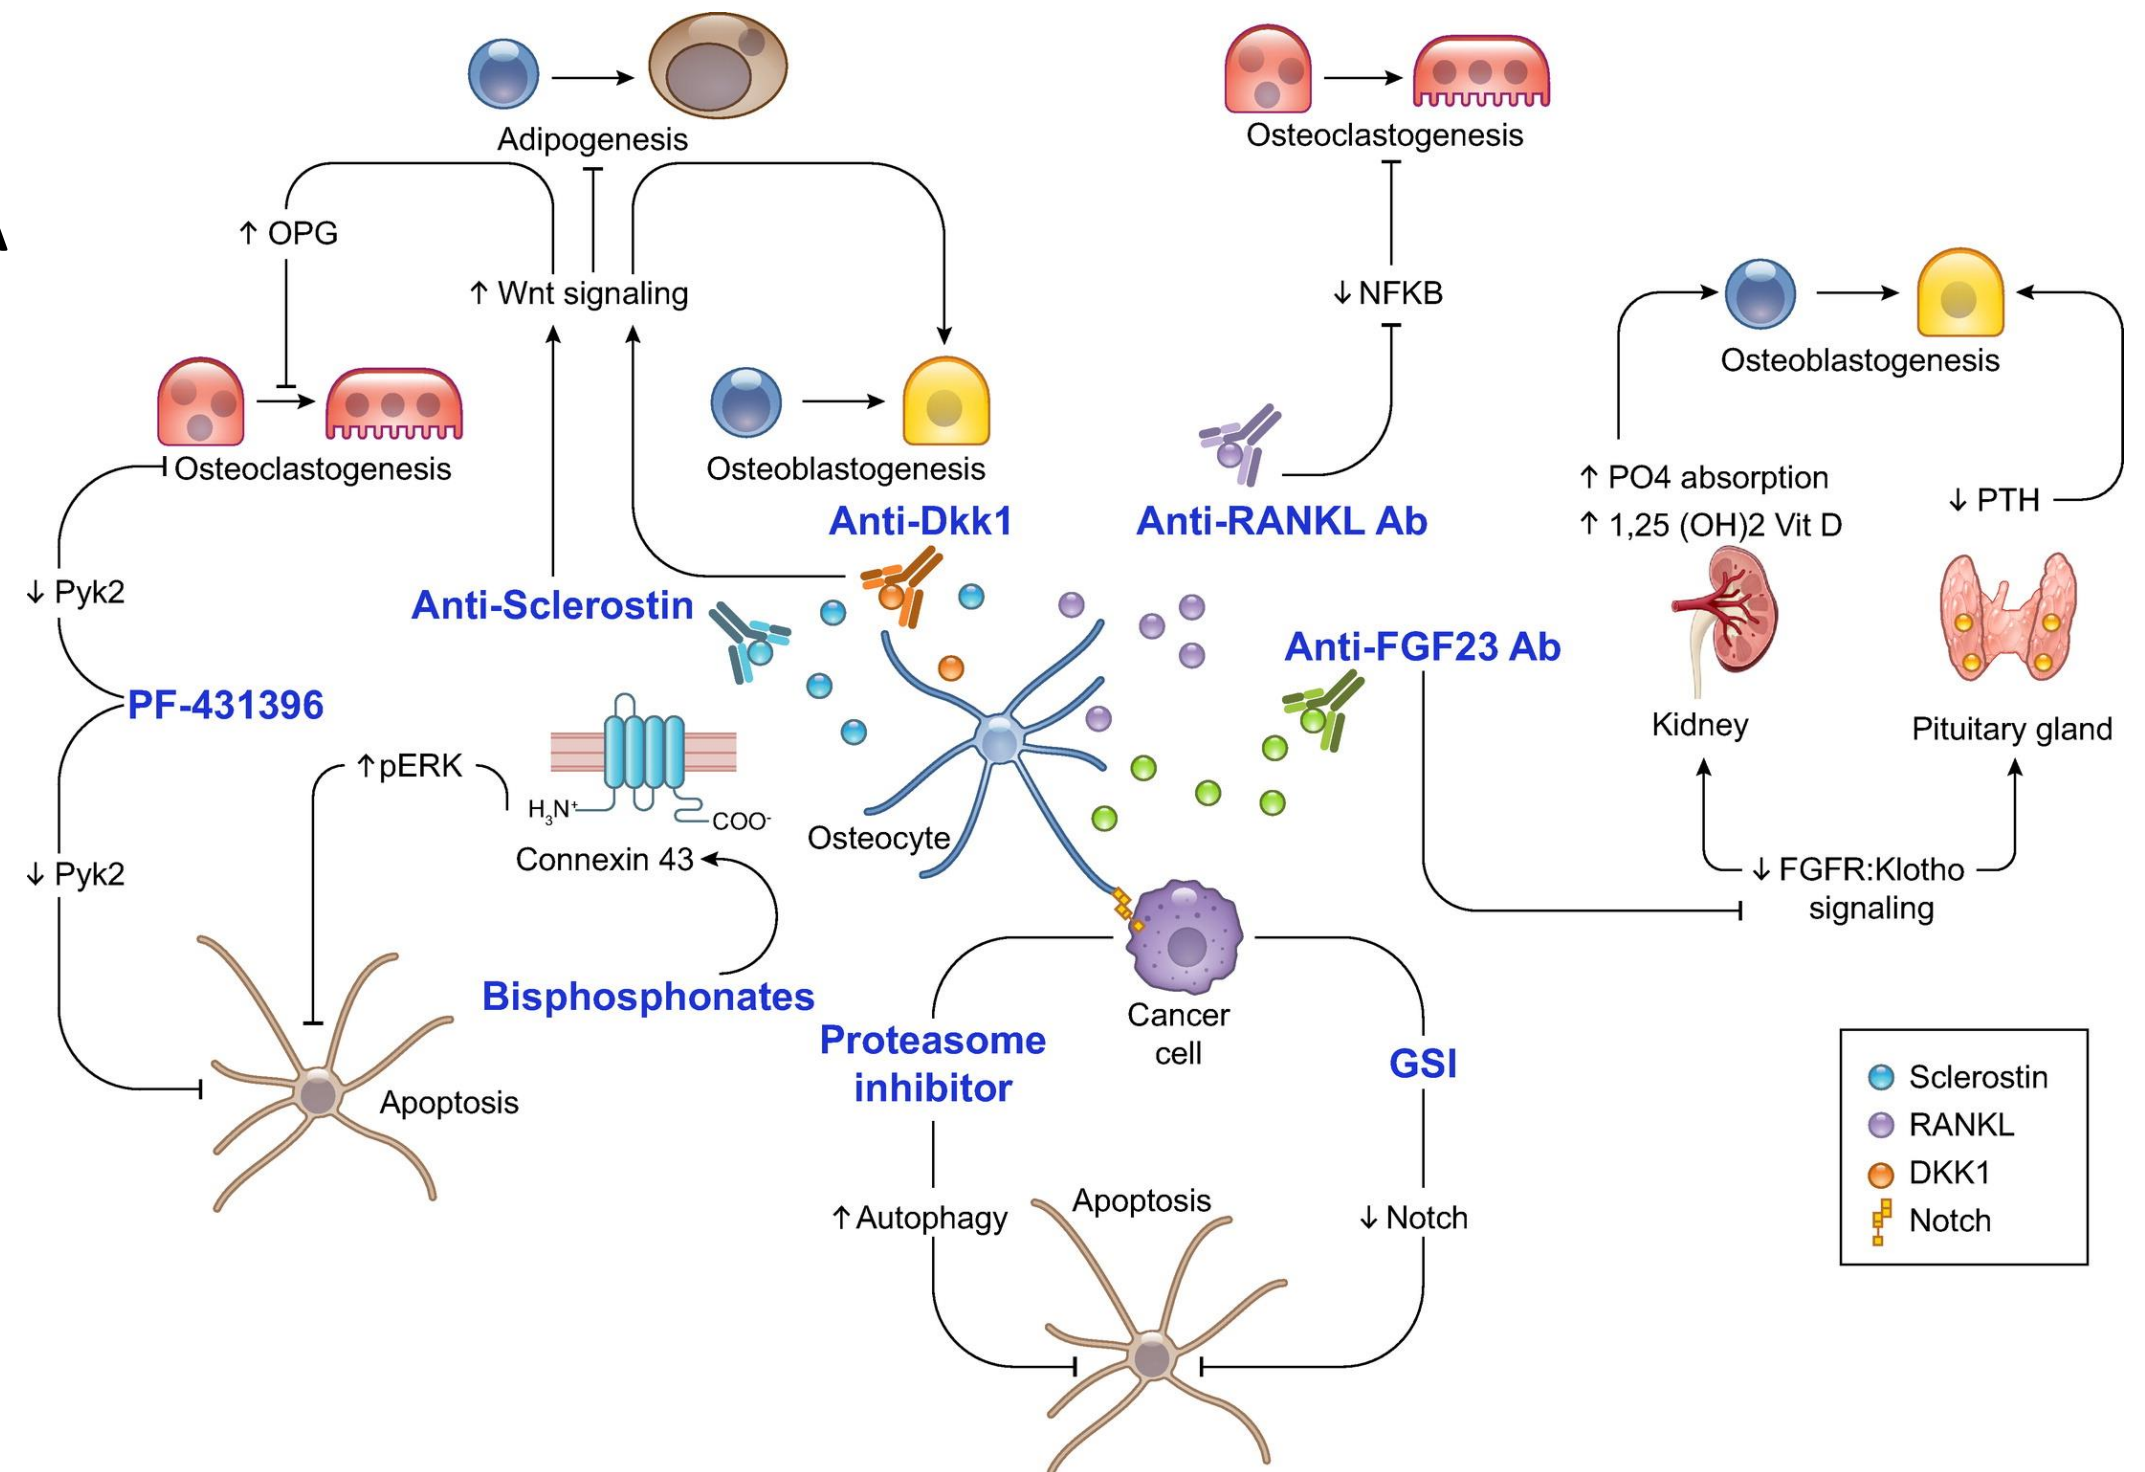 Adipogenesis
Osteoclastogenesis
↑ OPG
↑ Wnt signaling
↓ NFKB
Osteoblastogenesis
Osteoclastogenesis
Osteoblastogenesis
↑ PO4 absorption
↑ 1,25 (OH)2 Vit D
↓ PTH
Anti-Dkk1
Anti-RANKL Ab
↓ Pyk2
Anti-Sclerostin
Anti-FGF23 Ab
PF-431396
Kidney
Pituitary gland
↑pERK
H3N+
COO-
Connexin 43
Osteocyte
↓ Pyk2
↓ FGFR:Klotho
signaling
Bisphosphonates
Cancer
cell
Proteasome
inhibitor
GSI
Apoptosis
Sclerostin
RANKL
DKK1
Notch
Apoptosis
↑ Autophagy
↓ Notch